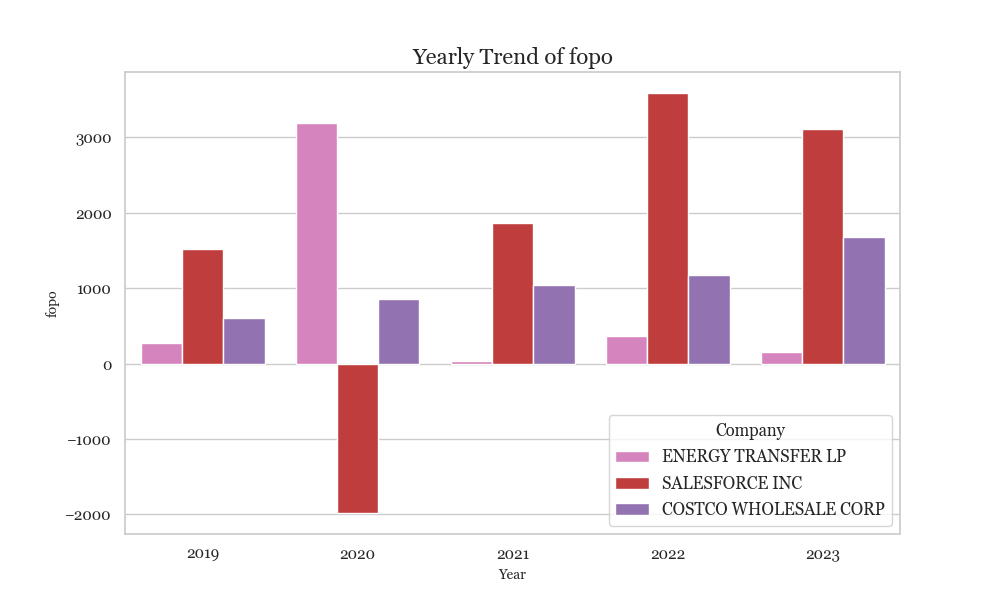 Yearly Trend of fopo
fopo
3000
2000
1000
0
−1000
−2000
2019
2020
2021
2022
2023
Year
Company
ENERGY TRANSFER LP
SALESFORCE INC
COSTCO WHOLESALE CORP